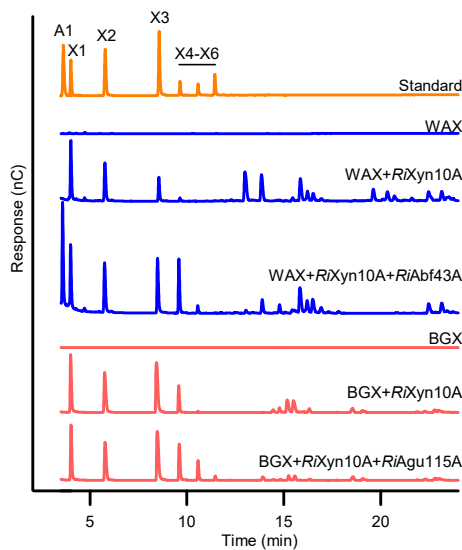 A1
X1
X2
X3
X4-X6
Standard
WAX
WAX+RiXyn10A
WAX+RiXyn10A+RiAbf43A
BGX
BGX+RiXyn10A
BGX+RiXyn10A+RiAgu115A
Response (nC)
5 10 15 20
Time (min)